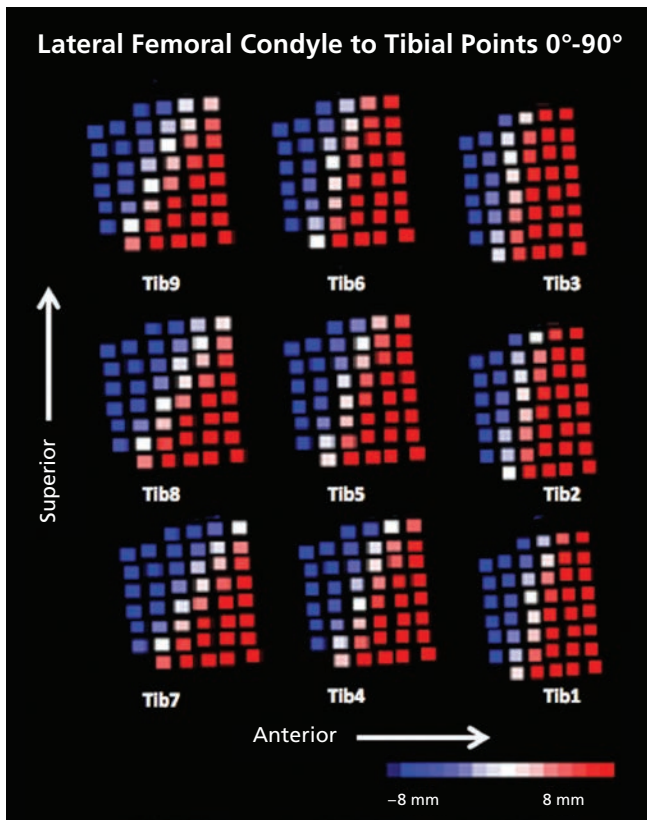 Lateral Femoral Condyle to Tibial Points 0°-90°
Tib9 Tib6 Tib3
Superior
Tib8 Tib5 Tib2
Tib7 Tib4 Tib1
Anterior
−8 mm 8 mm